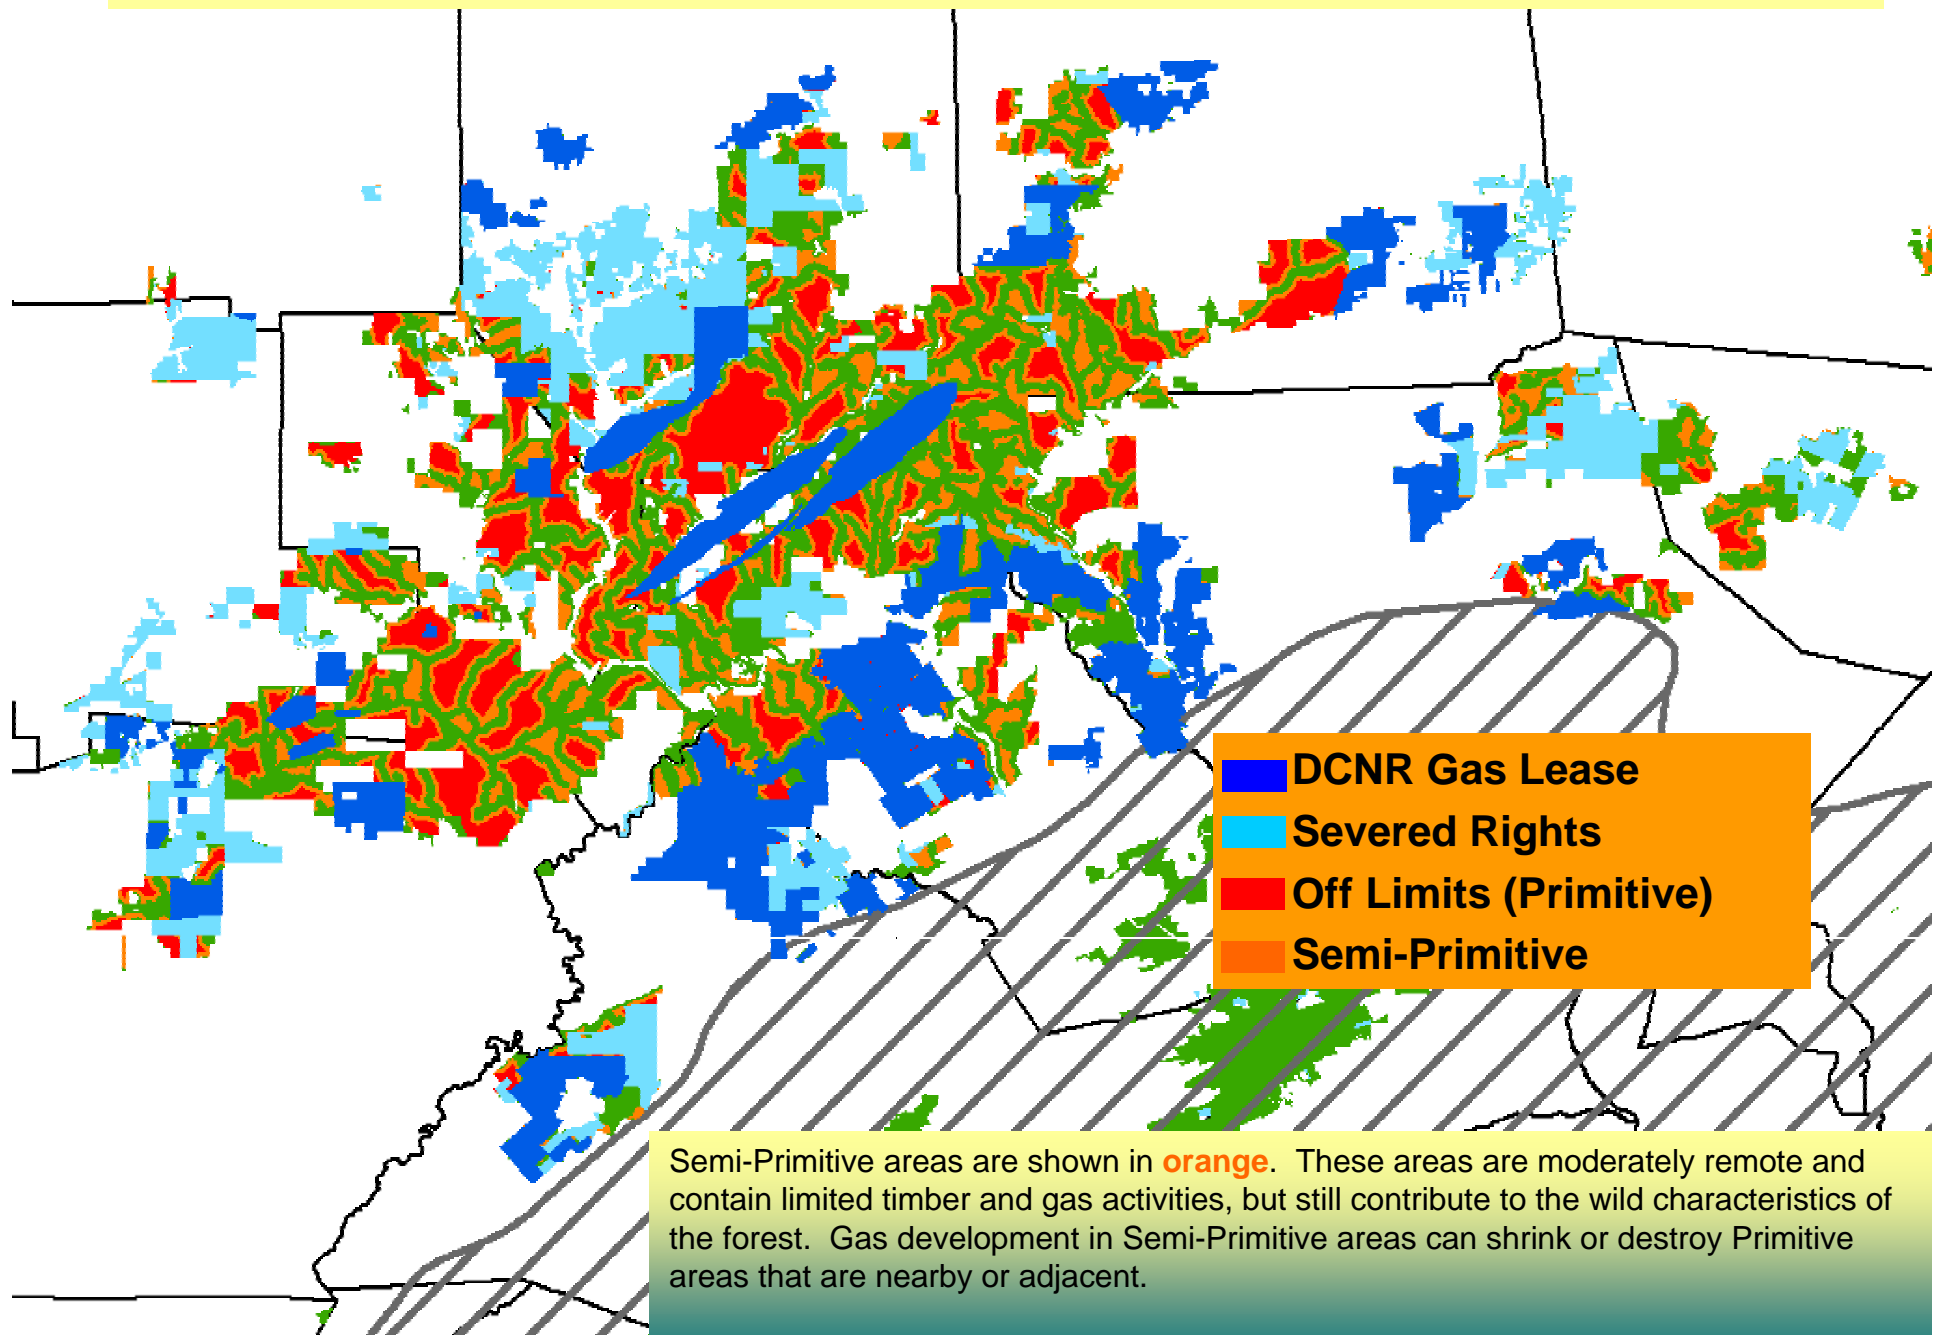 DCNR Gas Lease
Severed Rights
Off Limits (Primitive)
Semi-Primitive
Semi-Primitive areas are shown in orange. These areas are moderately remote and
contain limited timber and gas activities, but still contribute to the wild characteristics of
the forest. Gas development in Semi-Primitive areas can shrink or destroy Primitive
areas that are nearby or adjacent.